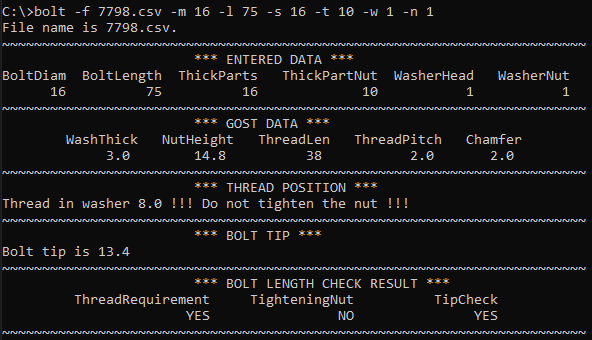 C:\>bolt -f 7798.csv -m 16 -l 75 -s 16 -t 10 -w 1 -n 1
File name is 7798.csv.
~~~~~~~~~~~~~~~~~~~~~~~~~~~~~~~~~~~~~~~~~~~~~~~~~~~~~~~~~~~~~~~~~~~~~~~~~
*** ENTERED DATA ***
BoltDiam BoltLength ThickParts ThickPartNut WasherHead WasherNut
16 75 16 10 1 1
~~~~~~~~~~~~~~~~~~~~~~~~~~~~~~~~~~~~~~~~~~~~~~~~~~~~~~~~~~~~~~~~~~~~~~~~~
*** GOST DATA ***
WashThick NutHeight ThreadLen ThreadPitch Chamfer
3.0 14.8 38 2.0 2.0
~~~~~~~~~~~~~~~~~~~~~~~~~~~~~~~~~~~~~~~~~~~~~~~~~~~~~~~~~~~~~~~~~~~~~~~~~
*** THREAD POSITION ***
Thread in washer 8.0 !!! Do not tighten the nut !!!
~~~~~~~~~~~~~~~~~~~~~~~~~~~~~~~~~~~~~~~~~~~~~~~~~~~~~~~~~~~~~~~~~~~~~~~~~
*** BOLT TIP ***
Bolt tip is 13.4
~~~~~~~~~~~~~~~~~~~~~~~~~~~~~~~~~~~~~~~~~~~~~~~~~~~~~~~~~~~~~~~~~~~~~~~~~
*** BOLT LENGTH CHECK RESULT ***
ThreadRequirement TighteningNut TipCheck
YES NO YES
~~~~~~~~~~~~~~~~~~~~~~~~~~~~~~~~~~~~~~~~~~~~~~~~~~~~~~~~~~~~~~~~~~~~~~~~~